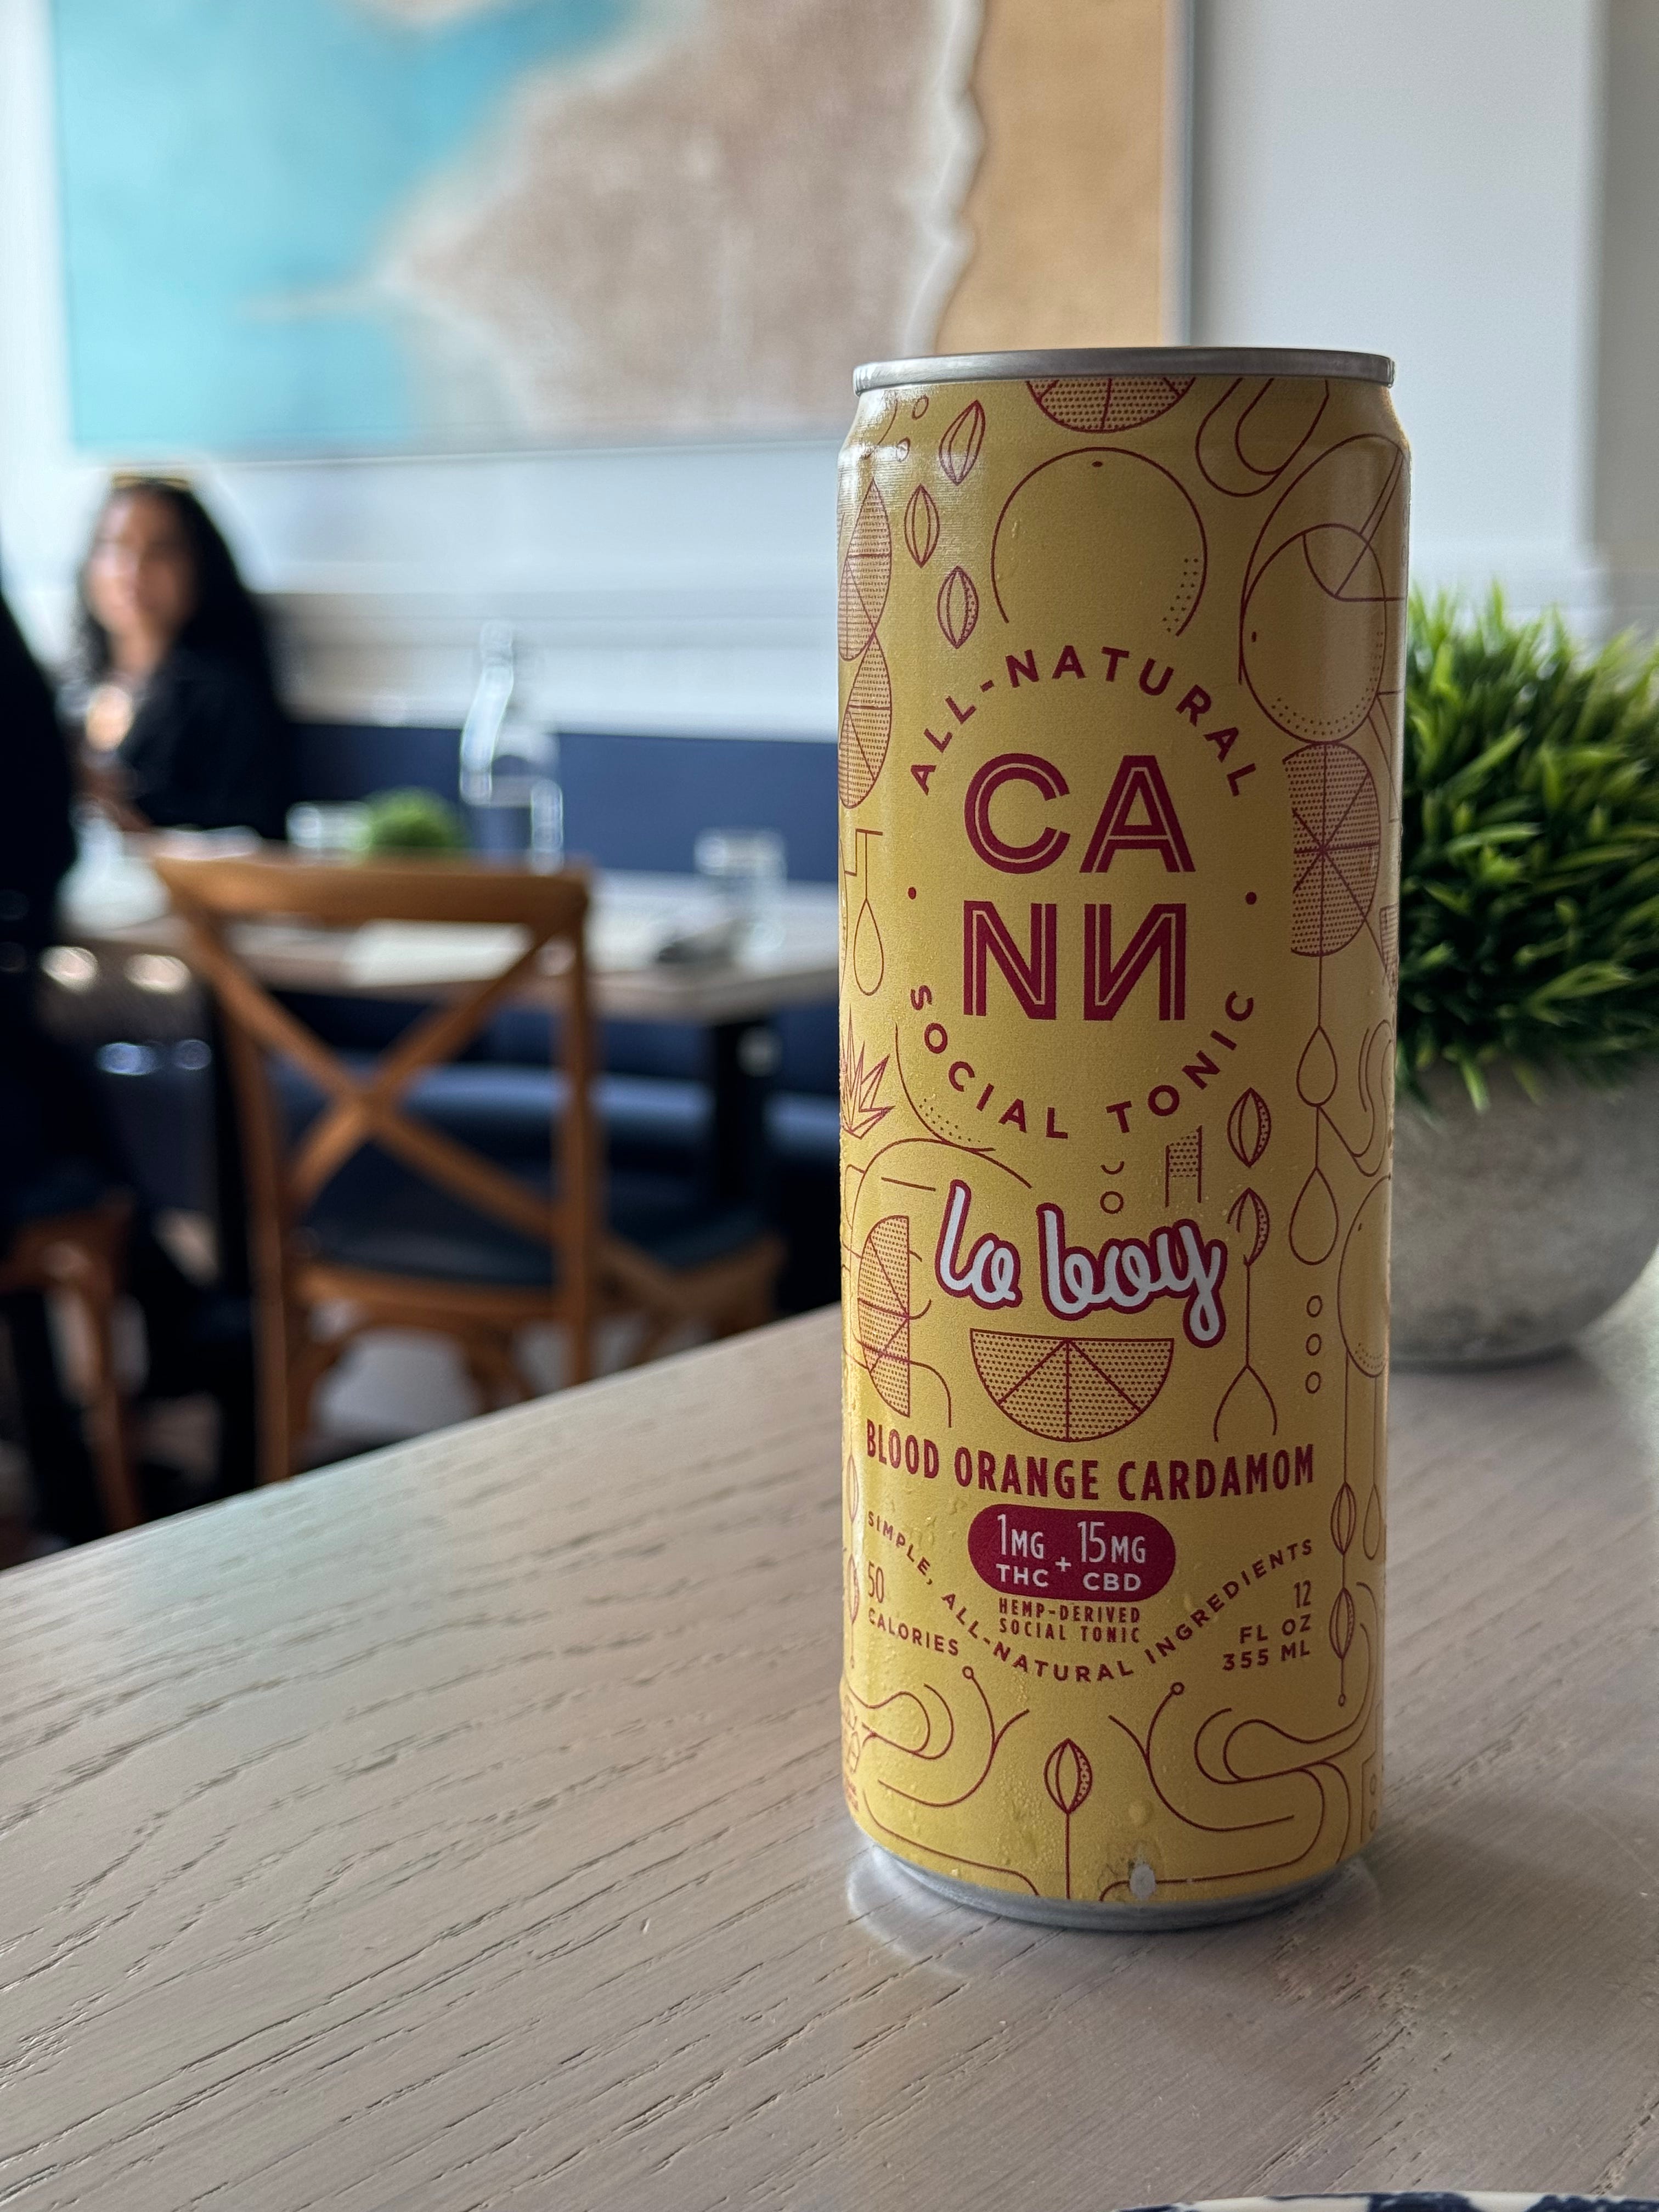 ALL-NATURAL
CA
NN
SOCIAL TONIC
lo boy
BLOOD ORANGE CARDAMOM
1MG THC + 15MG CBD
HEMP-DERIVED
SOCIAL TONIC
SIMPLE, ALL-NATURAL INGREDIENTS
50
CALORIES
12
FL OZ
355 ML